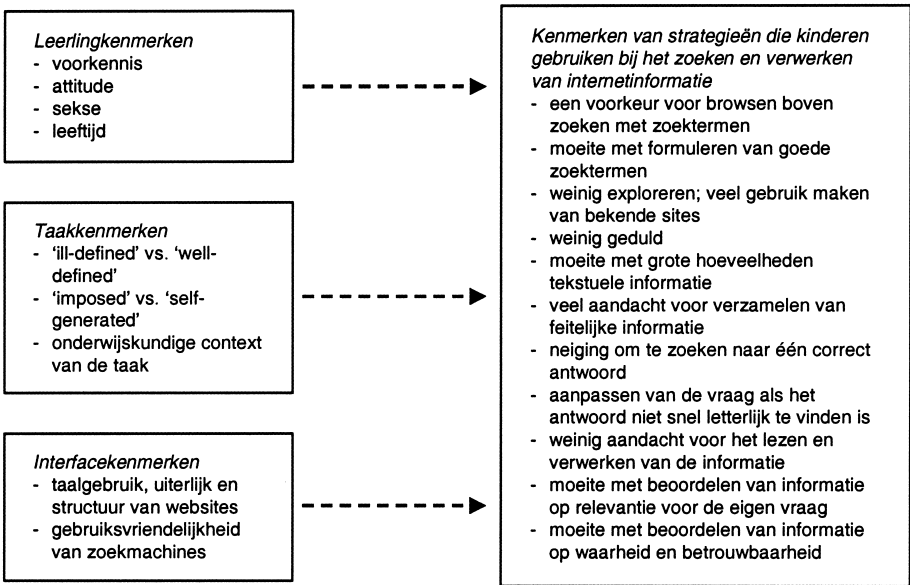 Leerlingkenmerken
- voorkennis
- attitude
- sekse
- leeftijd
Taakkenmerken
- ‘ill-defined’ vs. ‘well-
defined’
- ‘imposed’ vs. ‘self-
generated’
- onderwijskundige context
van de taak
Interfacekenmerken
- taalgebruik, uiterlijk en
structuur van websites
- gebruiksvriendelijkheid
van zoekmachines
Kenmerken van strategieën die kinderen
gebruiken bij het zoeken en verwerken
van internetinformatie
- een voorkeur voor browsen boven
zoeken met zoektermen
- moeite met formuleren van goede
zoektermen
- weinig exploreren; veel gebruik maken
van bekende sites
- weinig geduld
- moeite met grote hoeveelheden
tekstuele informatie
- veel aandacht voor verzamelen van
feitelijke informatie
- neiging om te zoeken naar één correct
antwoord
- aanpassen van de vraag als het
antwoord niet snel letterlijk te vinden is
- weinig aandacht voor het lezen en
verwerken van de informatie
- moeite met beoordelen van informatie
op relevantie voor de eigen vraag
- moeite met beoordelen van informatie
op waarheid en betrouwbaarheid